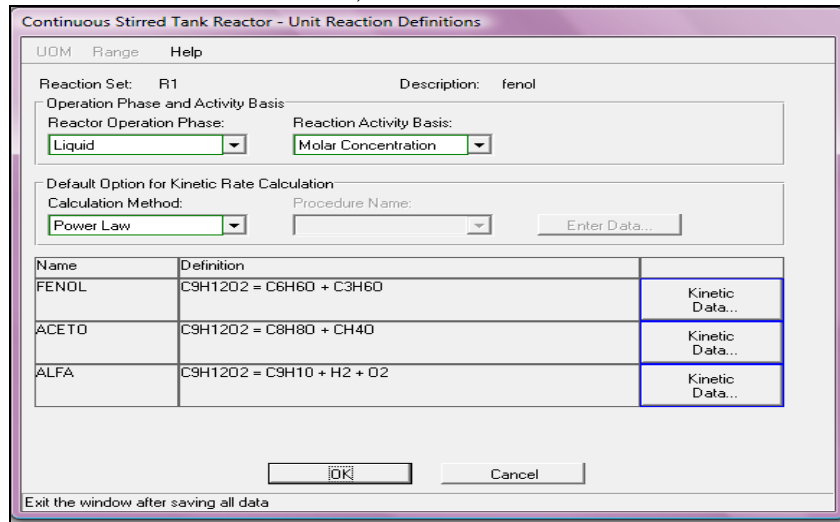 Continuous Stirred Tank Reactor - Unit Reaction Definitions
UOM Range Help
Reaction Set: R1 Description: fenol
Operation Phase and Activity Basis
Reactor Operation Phase: Reaction Activity Basis:
Liquid Molar Concentration
Default Option for Kinetic Rate Calculation
Calculation Method: Procedure Name:
Power Law Enter Data...
Name Definition
FENOL C9H12O2 = C6H6O + C3H6O Kinetic Data...
ACETO C9H12O2 = C8H8O + CH4O Kinetic Data...
ALFA C9H12O2 = C9H10 + H2 + O2 Kinetic Data...
OK Cancel
Exit the window after saving all data